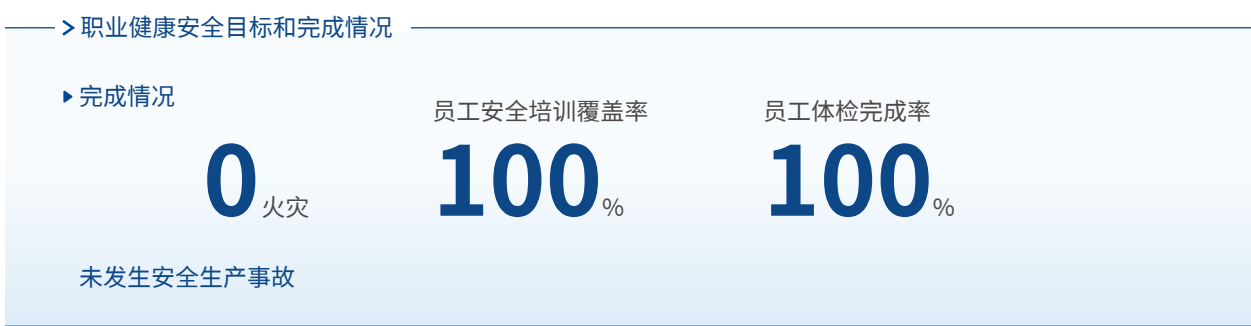 职业健康安全目标和完成情况
完成情况
员工安全培训覆盖率
员工体检完成率
0火灾
100%
100%
未发生安全生产事故